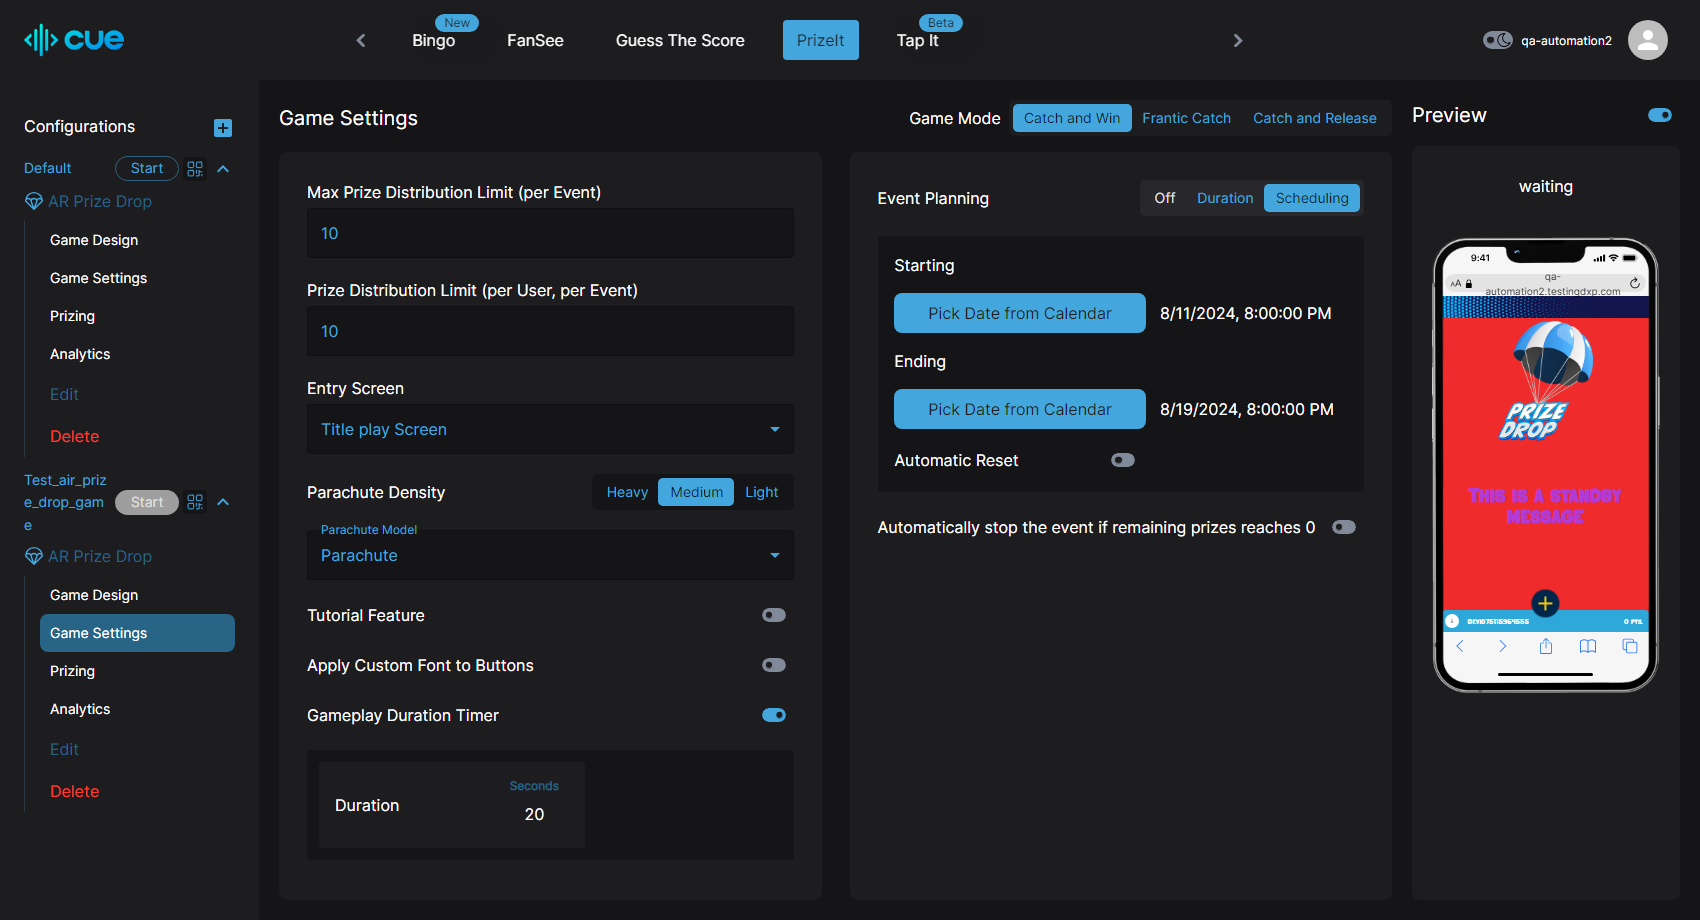 cue
New
Bingo
FanSee
Guess The Score
PrizeIt
Beta
Tap It
qa-automation2
Configurations
Default
Start
AR Prize Drop
Game Design
Game Settings
Prizing
Analytics
Edit
Delete
Test_air_priz
e_drop_gam
e
Start
AR Prize Drop
Game Design
Game Settings
Prizing
Analytics
Edit
Delete
Game Settings
Game Mode
Catch and Win
Frantic Catch
Catch and Release
Max Prize Distribution Limit (per Event)
10
Prize Distribution Limit (per User, per Event)
10
Entry Screen
Title play Screen
Parachute Density
Heavy
Medium
Light
Parachute Model
Parachute
Tutorial Feature
Apply Custom Font to Buttons
Gameplay Duration Timer
Duration
Seconds
20
Event Planning
Off
Duration
Scheduling
Starting
Pick Date from Calendar
8/11/2024, 8:00:00 PM
Ending
Pick Date from Calendar
8/19/2024, 8:00:00 PM
Automatic Reset
Automatically stop the event if remaining prizes reaches 0
Preview
waiting
9:41
AA
qa-
automation2.testingdxp.com
PRIZE
DROP
THIS IS A STANDBY
MESSAGE
0 PTS.